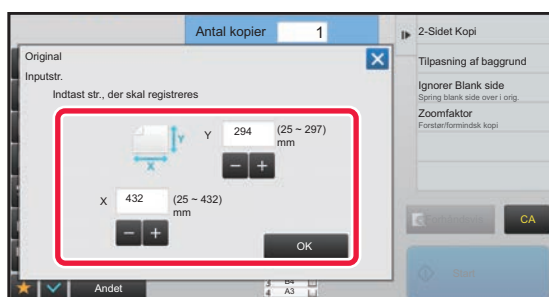 Antal kopier 1
Original
Inputstr.
Indtast str., der skal registreres
Y 294 (25 ~ 297)
mm
X 432 (25 ~ 432)
mm
OK
Andet
B4
4 A3
2-Sidet Kopi
Tilpasning af baggrund
Ignorer Blank side
Spring blank side over i orig.
Zoomfaktor
Forstør/formindsk kopi
CA
Start